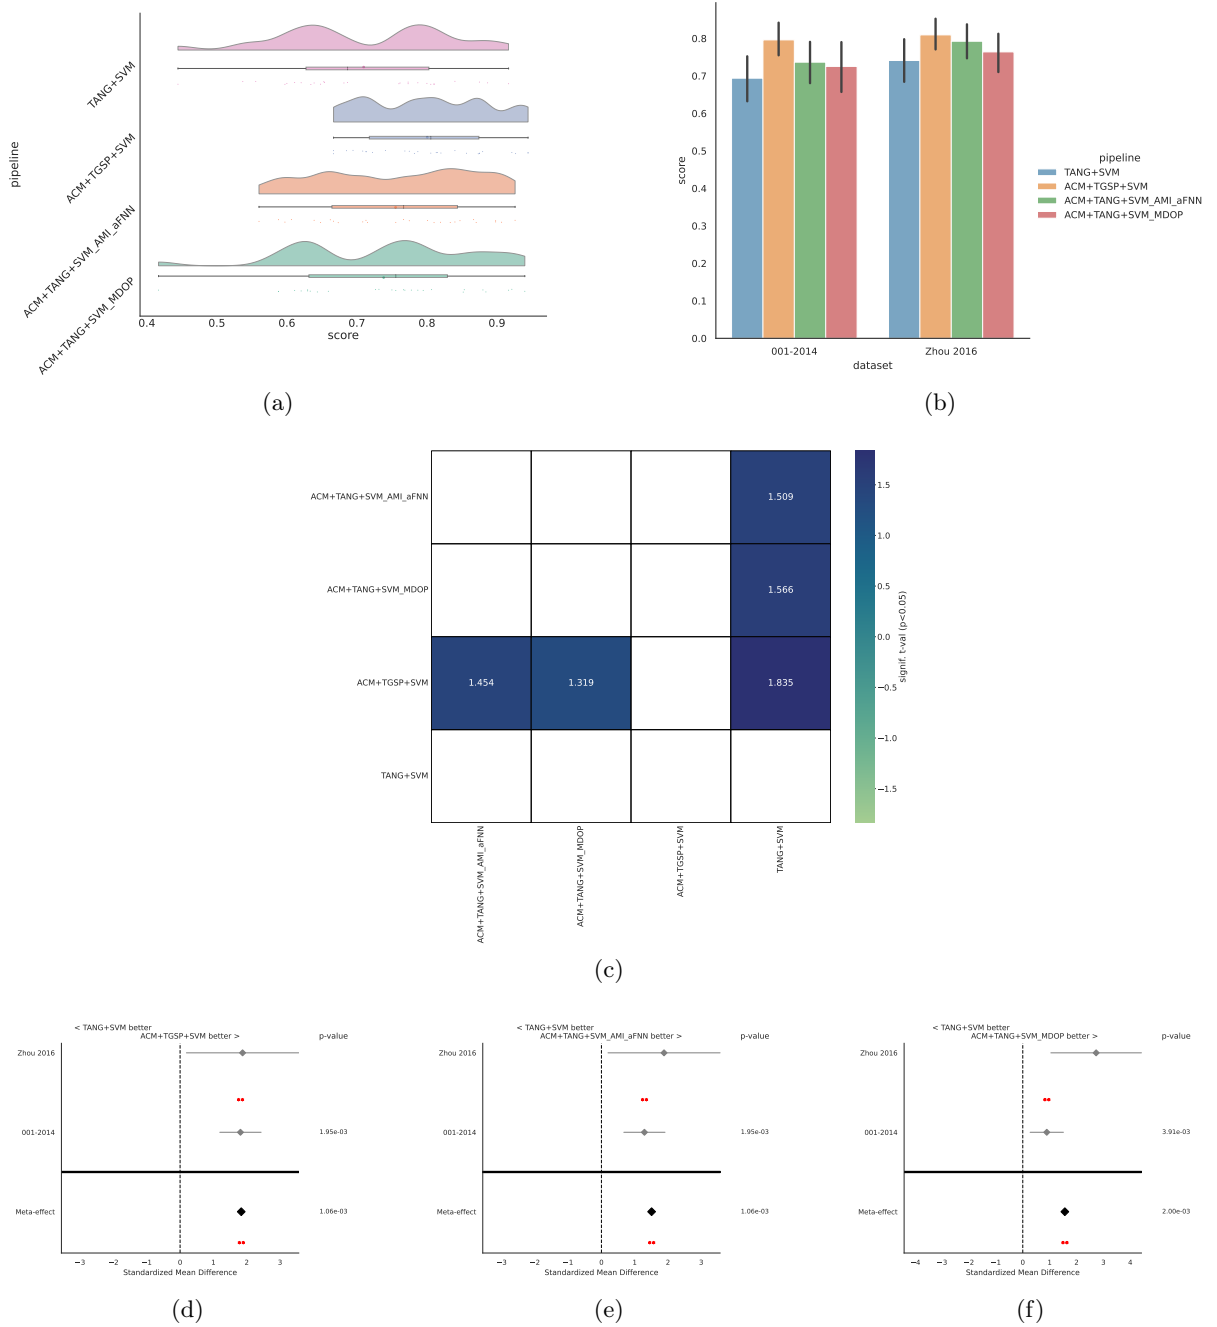 pipeline
TANG+SVM
ACM+TGSP+SVM
ACM+TANG+SVM_AMI_aFNN
ACM+TANG+SVM_MDOP
0.4 0.5 0.6 0.7 0.8 0.9
score
(a)
score
0.8
0.7
0.6
0.5
0.4
0.3
0.2
0.1
0.0
001-2014 Zhou 2016
dataset
pipeline
TANG+SVM
ACM+TGSP+SVM
ACM+TANG+SVM_AMI_aFNN
ACM+TANG+SVM_MDOP
(b)
ACM+TANG+SVM_AMI_aFNN
1.509
ACM+TANG+SVM_MDOP
1.566
ACM+TGSP+SVM
1.454 1.319 1.835
TANG+SVM
ACM+TANG+SVM_AMI_aFNN
ACM+TANG+SVM_MDOP
ACM+TGSP+SVM
TANG+SVM
1.5
1.0
0.5
0.0
−0.5
−1.0
−1.5
signif. t-val (p<0.05)
(c)
< TANG+SVM better
ACM+TGSP+SVM better > p-value
Zhou 2016
001-2014 1.95e-03
Meta-effect 1.06e-03
−3 −2 −1 0 1 2 3
Standardized Mean Difference
(d)
< TANG+SVM better
ACM+TANG+SVM_AMI_aFNN better > p-value
Zhou 2016
001-2014 1.95e-03
Meta-effect 1.06e-03
−3 −2 −1 0 1 2 3
Standardized Mean Difference
(e)
< TANG+SVM better
ACM+TANG+SVM_MDOP better > p-value
Zhou 2016
001-2014 3.91e-03
Meta-effect 2.00e-03
−4 −3 −2 −1 0 1 2 3 4
Standardized Mean Difference
(f)